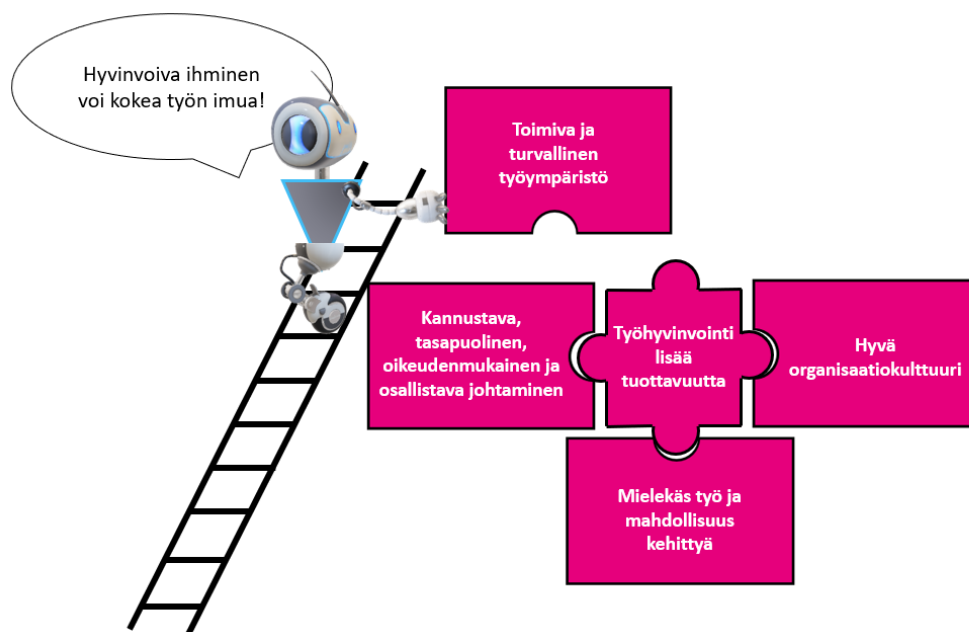 Hyvinvoiva ihminen
voi kokea työn imua!
Toimiva ja
turvallinen
työympäristö
Kannustava,
tasapuolinen,
oikeudenmukainen ja
osallistava johtaminen
Työhyvinvointi
lisää
tuottavuutta
Hyvä
organisaatiokulttuuri
Mielekäs työ ja
mahdollisuus
kehittyä